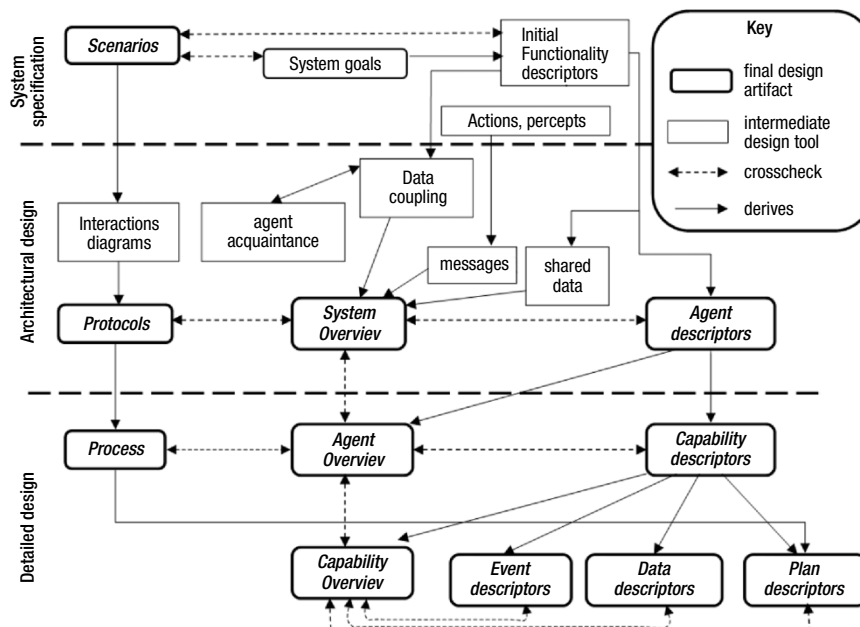 System
specification
Scenarios
System goals
Initial
Functionality
descriptors
Actions, percepts
Key
final design
artifact
intermediate
design tool
crosscheck
derives
Architectural design
Interactions
diagrams
agent
acquaintance
Data
coupling
messages
shared
data
Protocols
System
Overviev
Agent
descriptors
Detailed design
Process
Agent
Overviev
Capability
descriptors
Capability
Overviev
Event
descriptors
Data
descriptors
Plan
descriptors